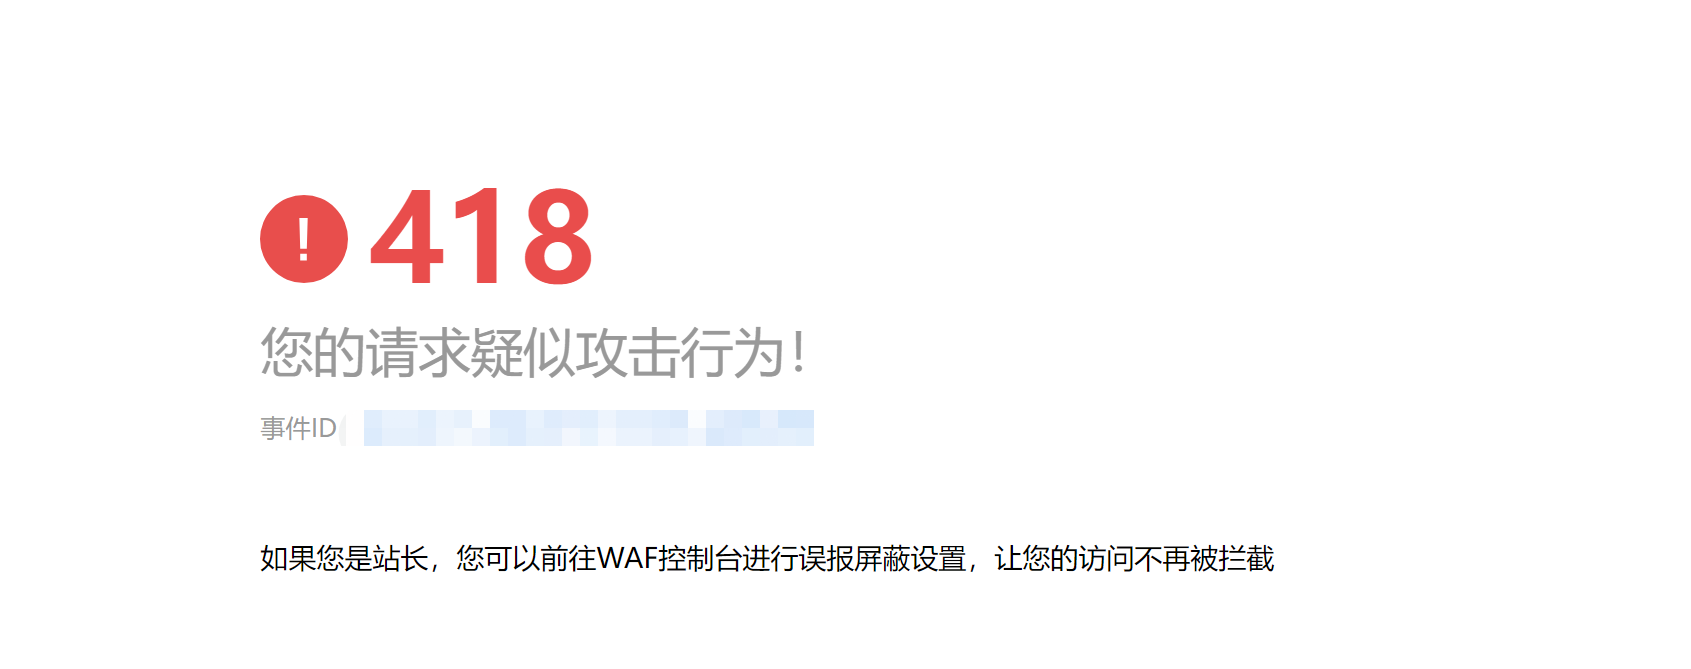 ! 418
您的请求疑似攻击行为！
事件ID
如果您是站长，您可以前往WAF控制台进行误报屏蔽设置，让您的访问不再被拦截